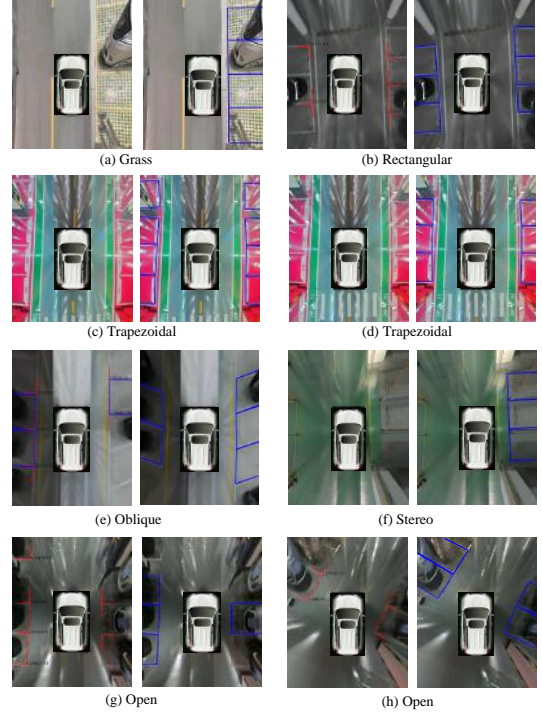 (a) Grass
(b) Rectangular
(c) Trapezoidal
(d) Trapezoidal
(e) Oblique
(f) Stereo
(g) Open
(h) Open